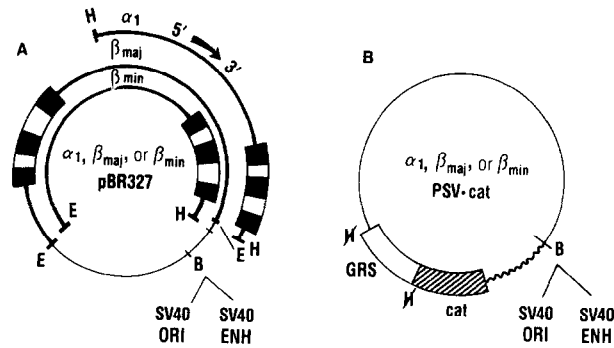 A
H
α1
5'
3'
βmaj
βmin
α1, βmaj, or βmin
pBR327
E
E
H
E
H
B
SV40 ORI
SV40 ENH
B
α1, βmaj, or βmin
PSV·cat
H
GRS
H
cat
B
SV40 ORI
SV40 ENH